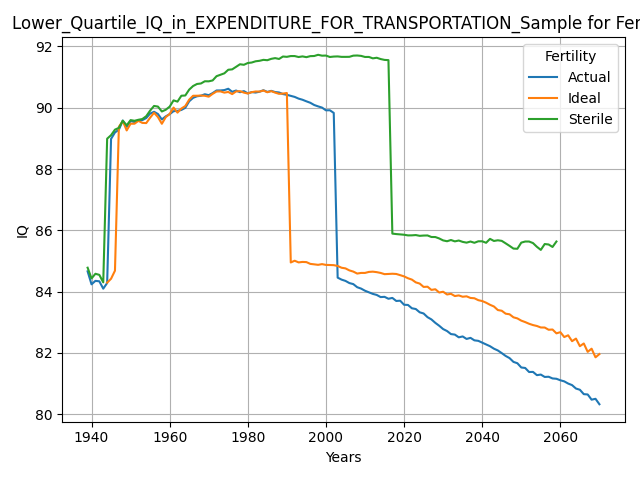 Lower_Quartile_IQ_in_EXPENDITURE_FOR_TRANSPORTATION_Sample for Fer
92
90
88
86
84
82
80
IQ
1940
1960
1980
2000
2020
2040
2060
Years
Fertility
Actual
Ideal
Sterile